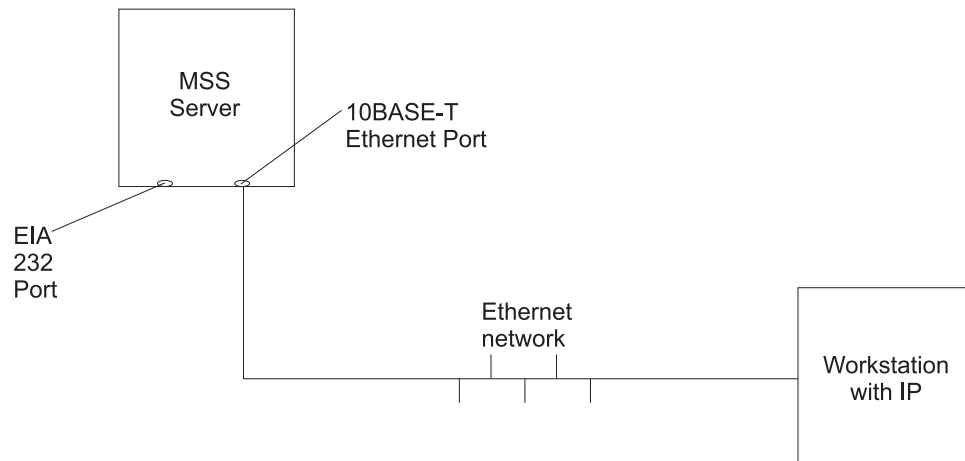 MSS
Server
10BASE-T
Ethernet Port
EIA
232
Port
Ethernet
network
Workstation
with IP